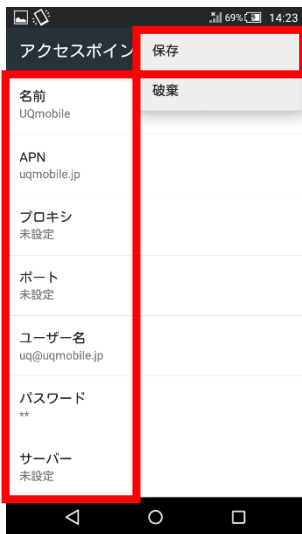 69% 14:23
アクセスポイン
保存
破棄
名前
UQmobile
APN
uqmobile.jp
プロキシ
未設定
ポート
未設定
ユーザー名
uq@uqmobile.jp
パスワード
**
サーバー
未設定